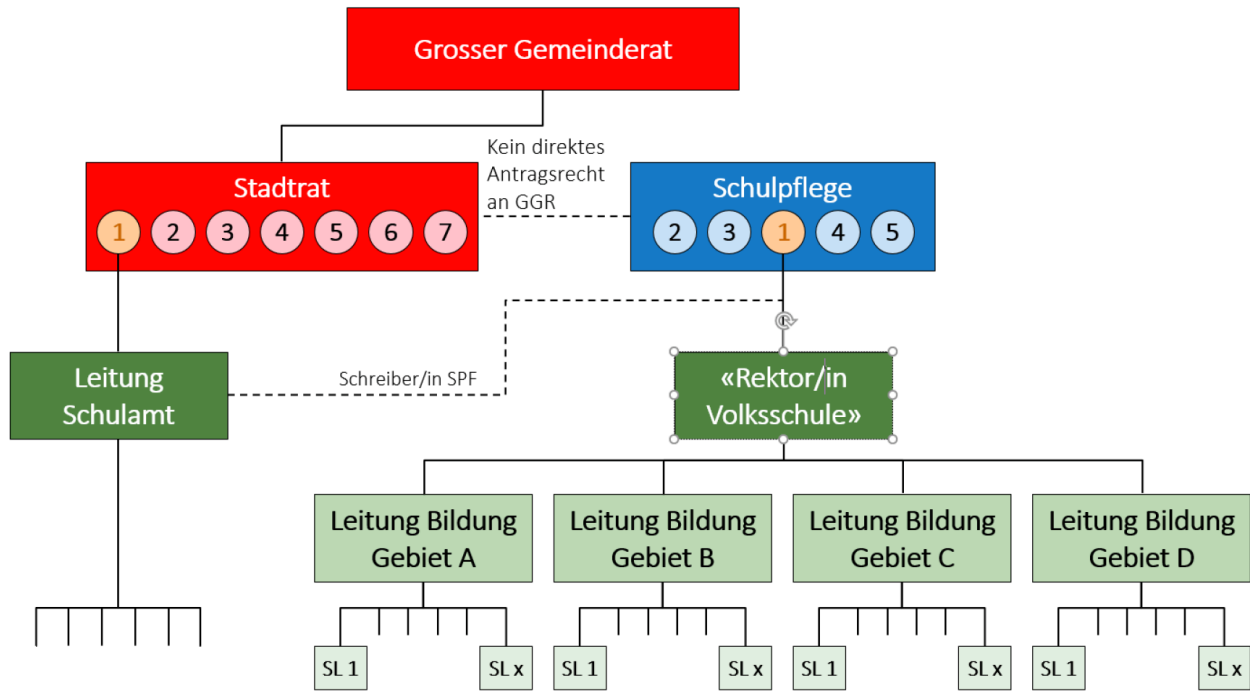 Grosser Gemeinderat
Kein direktes
Antragsrecht
an GGR
Stadtrat
1 2 3 4 5 6 7
Schulpflege
2 3 1 4 5
Leitung
Schulamt
Schreiber/in SPF
«Rektor/in
Volksschule»
Leitung Bildung
Gebiet A
Leitung Bildung
Gebiet B
Leitung Bildung
Gebiet C
Leitung Bildung
Gebiet D
SL 1
SL x
SL 1
SL x
SL 1
SL x
SL 1
SL x